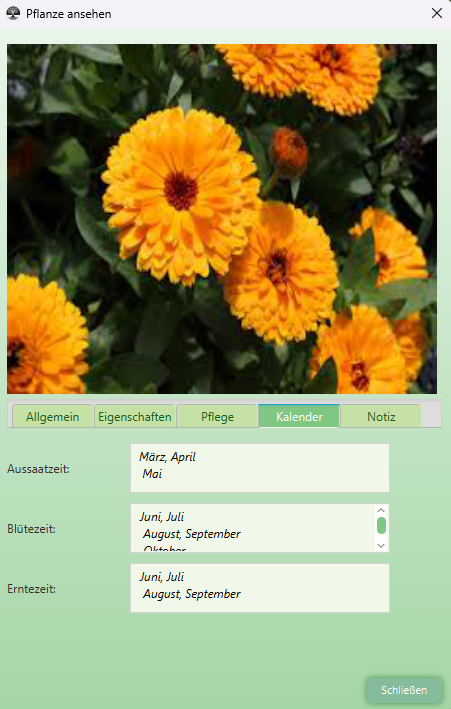 Pflanze ansehen
Allgemein Eigenschaften Pflege Kalender Notiz
Aussaatzeit:
März, April
Mai
Blütezeit:
Juni, Juli
August, September
Oktober
Erntezeit:
Juni, Juli
August, September
Schließen